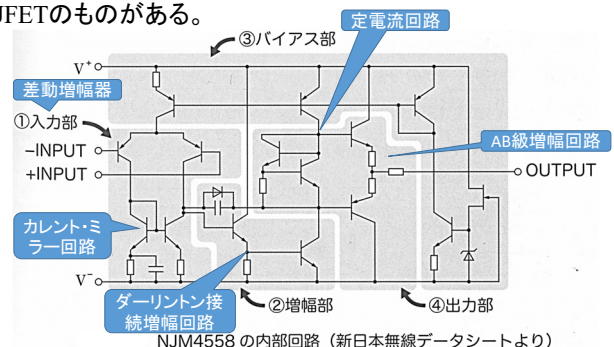 JFETのものがある。
定電流回路
③バイアス部
V⁺
差動増幅器
①入力部
AB級増幅回路
−INPUT
+INPUT
OUTPUT
カレント・ミ
ラー回路
V⁻
ダーリントン接
続増幅回路
②増幅部
④出力部
NJM4558 の内部回路（新日本無線データシートより）